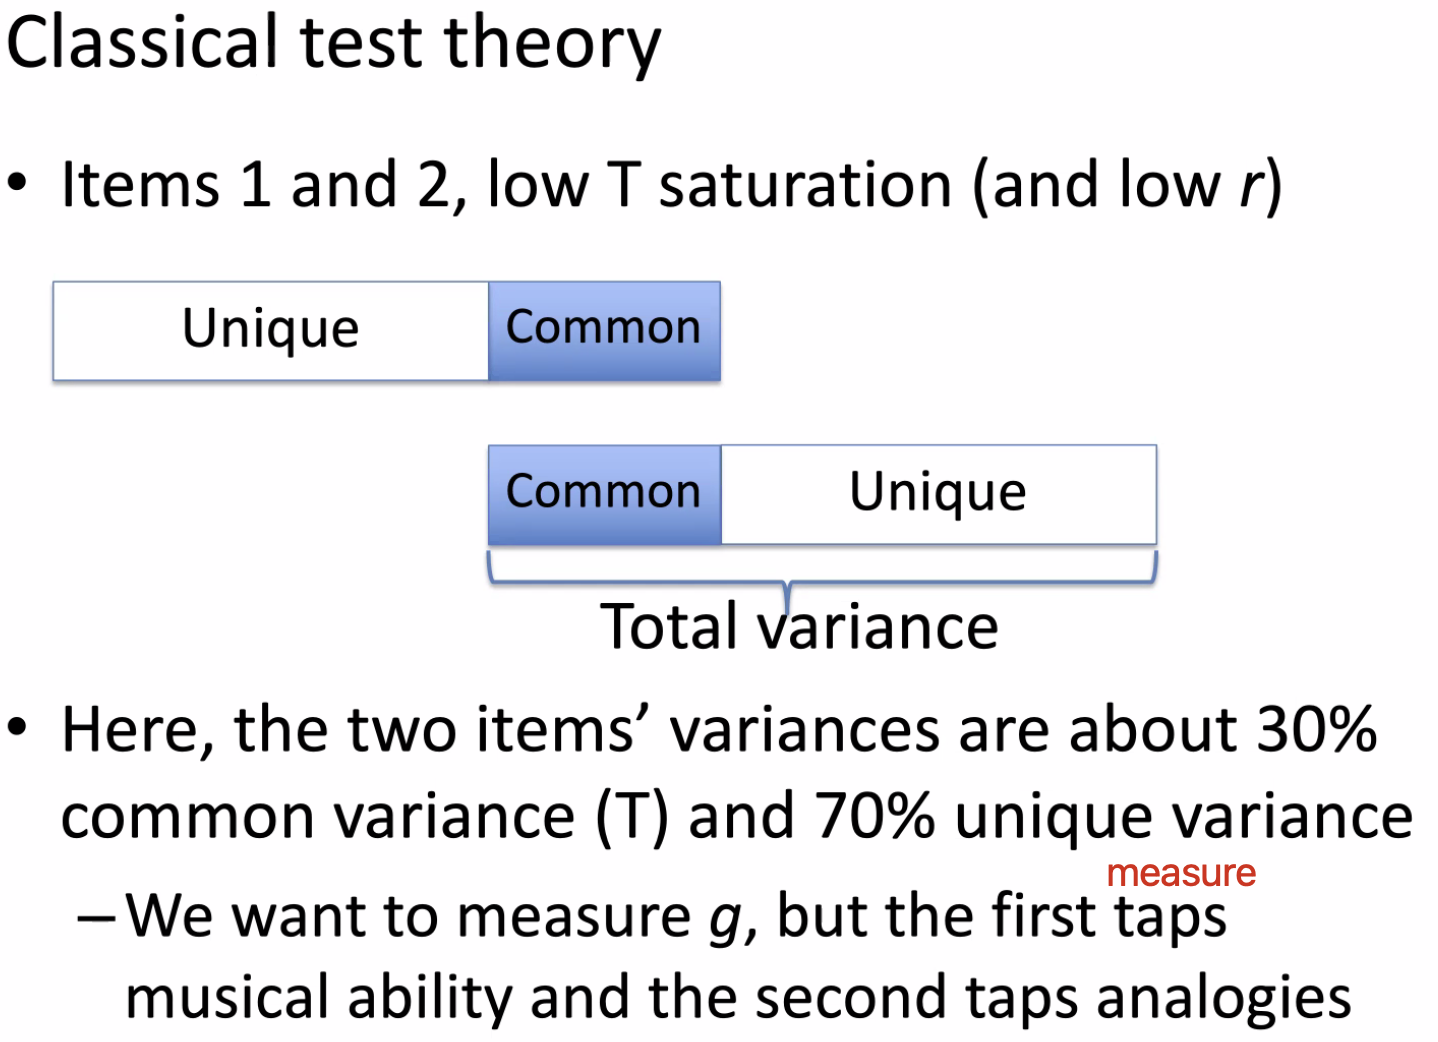 Classical test theory
• Items 1 and 2, low T saturation (and low r)
Unique Common
Common Unique
Total variance
• Here, the two items’ variances are about 30%
common variance (T) and 70% unique variance
measure
–We want to measure g, but the first taps
musical ability and the second taps analogies